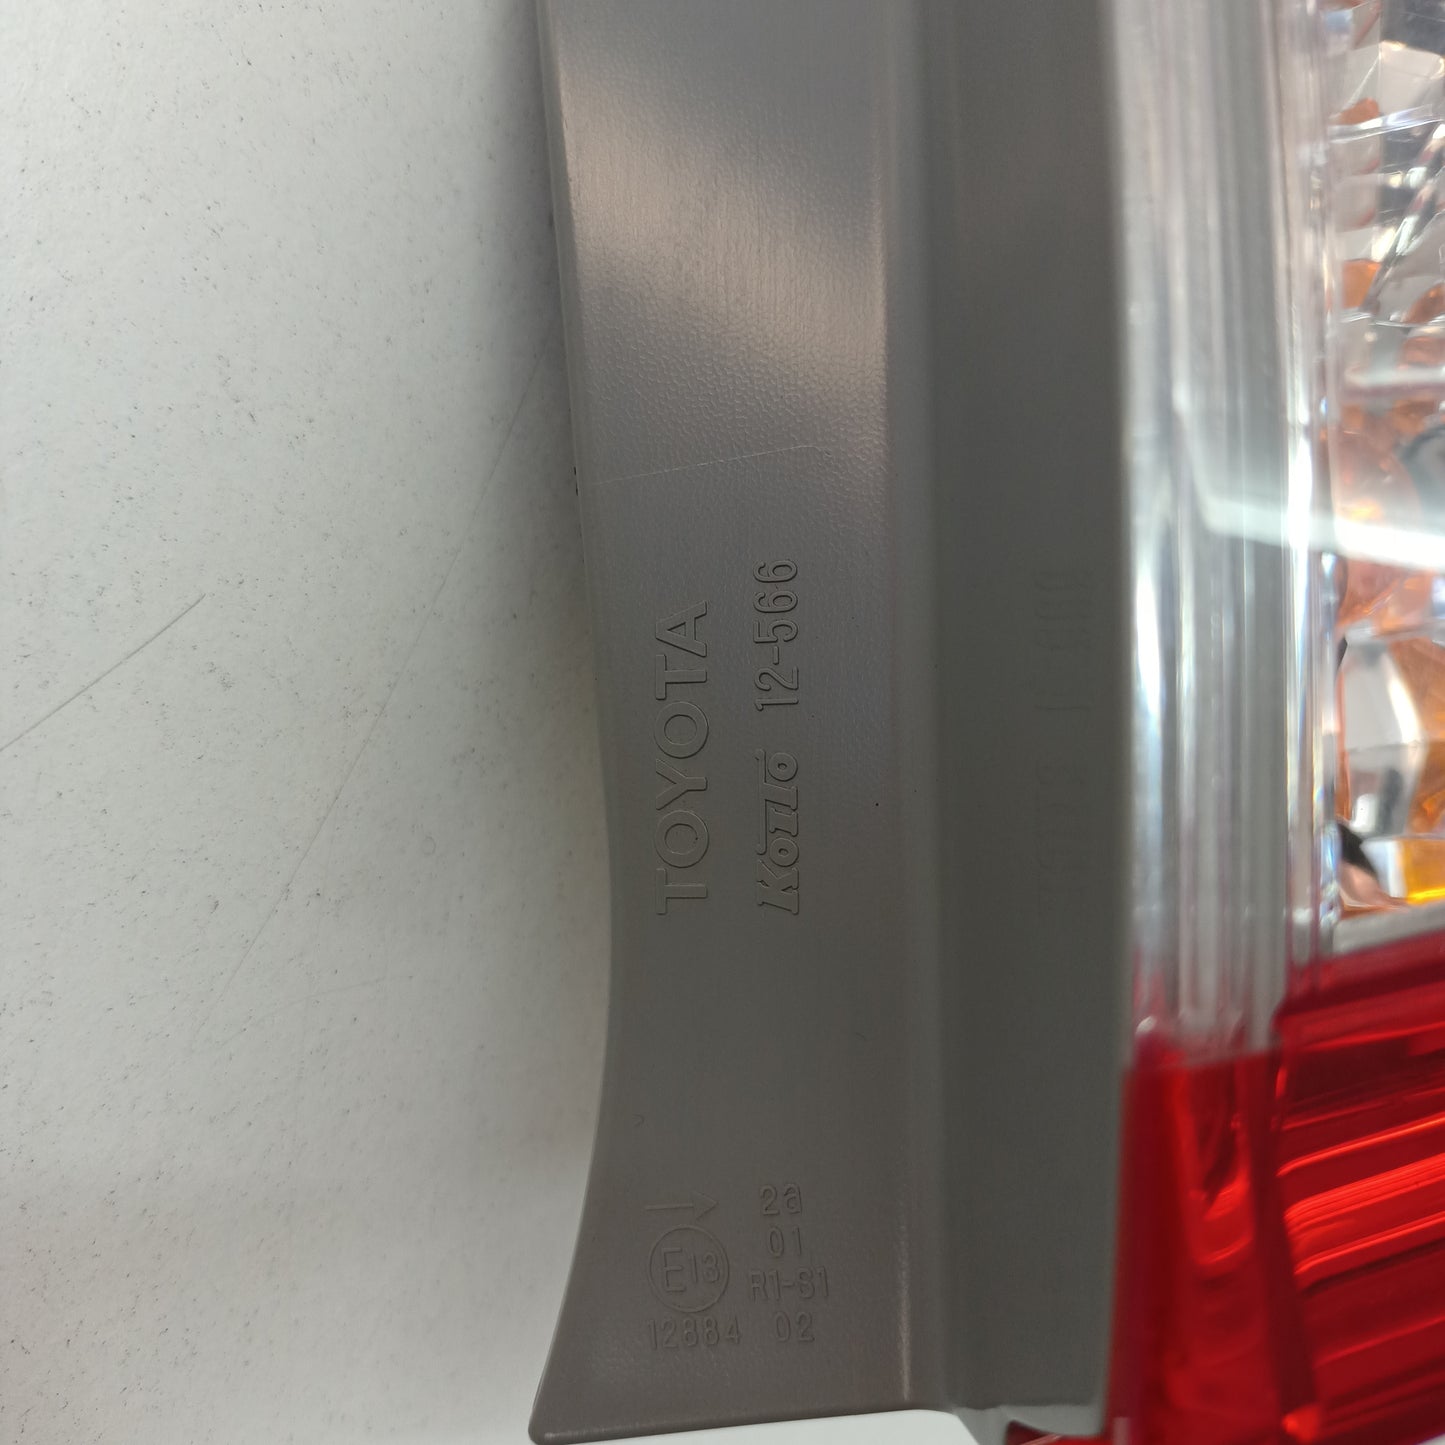 TOYOTA
KOITO 12-566
2a
01
E13 R1-S1
12884 02